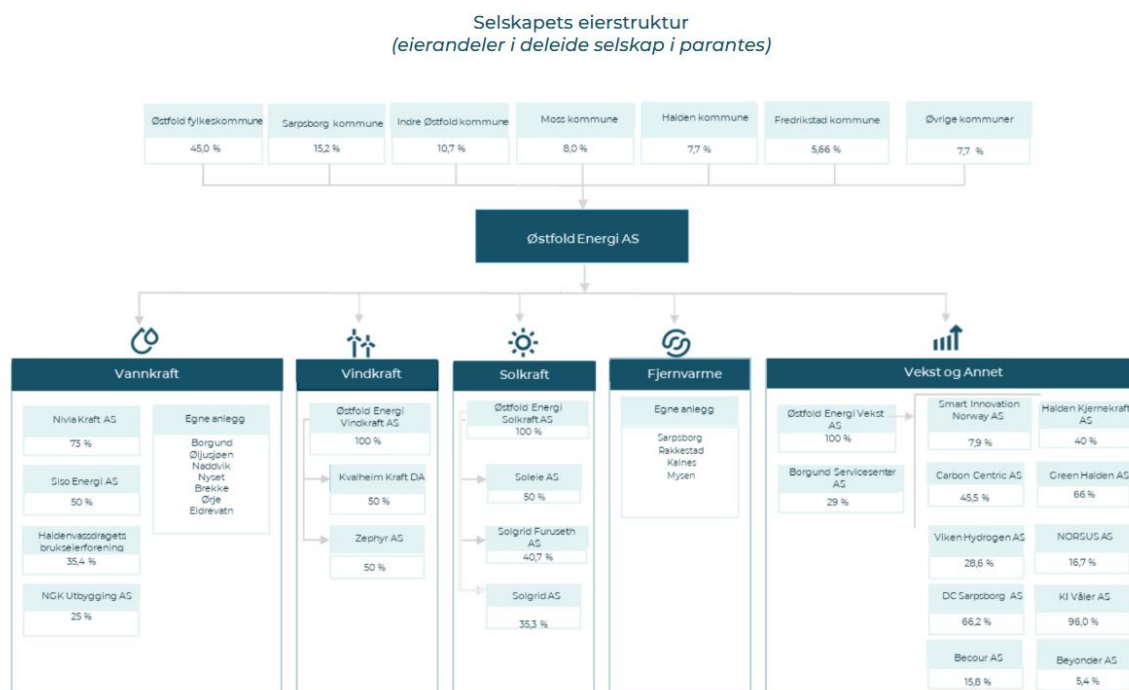 Selskapets eierstruktur
(eierandeler i deleide selskap i parantes)
Østfold fylkeskommune
45,0 %
Sarpsborg kommune
15,2 %
Indre Østfold kommune
10,7 %
Moss kommune
8,0 %
Halden kommune
7,7 %
Fredrikstad kommune
5,66 %
Øvrige kommuner
7,7 %
Østfold Energi AS
Vannkraft
Nivla Kraft AS
73 %
Siso Energi AS
50 %
Haldenvassdragets
brukseierforening
35,4 %
NGK Utbygging AS
25 %
Egne anlegg
Borgund
Øljusjøen
Naddvik
Nyset
Brekke
Ørje
Eldrevatn
Vindkraft
Østfold Energi
Vindkraft AS
100 %
Kvalheim Kraft DA
50 %
Zephyr AS
50 %
Solkraft
Østfold Energi
Solkraft AS
100 %
Soleie AS
50 %
Solgrid Furuseth
AS
40,7 %
Solgrid AS
35,3 %
Fjernvarme
Egne anlegg
Sarpsborg
Rakkestad
Kalnes
Mysen
Vekst og Annet
Østfold Energi Vekst
AS
100 %
Borgund Servicesenter
AS
29 %
Smart Innovation
Norway AS
7,9 %
Halden Kjernekraft
AS
40 %
Carbon Centric AS
45,5 %
Green Halden AS
66 %
Viken Hydrogen AS
28,6 %
NORSUS AS
16,7 %
DC Sarpsborg AS
66,2 %
KI Våler AS
96,0 %
Becour AS
15,8 %
Beyonder AS
5,4 %